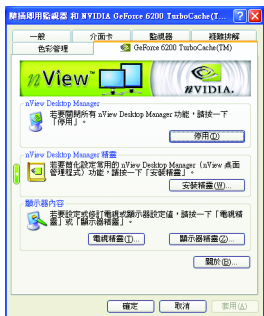 隨插即用監視器 和 NVIDIA GeForce 6200 TurboCache(T...
一般 介面卡 監視器 疑難排解
色彩管理 GeForce 6200 TurboCache(TM)
nView™
nVIDIA.
nView Desktop Manager
若要關閉所有 nView Desktop Manager 功能，請按一下
「停用」。
停用(D)
nView Desktop Manager 精靈
若要簡化設定常用的 nView Desktop Manager（nView 桌面
管理程式）功能，請按一下「安裝精靈」。
安裝精靈(W)...
顯示器內容
若要設定或修訂電視或顯示器設定值，請按一下「電視精
靈」或「顯示器精靈」。
電視精靈(T)... 顯示器精靈(Z)...
關於(B)...
確定 取消 套用(A)